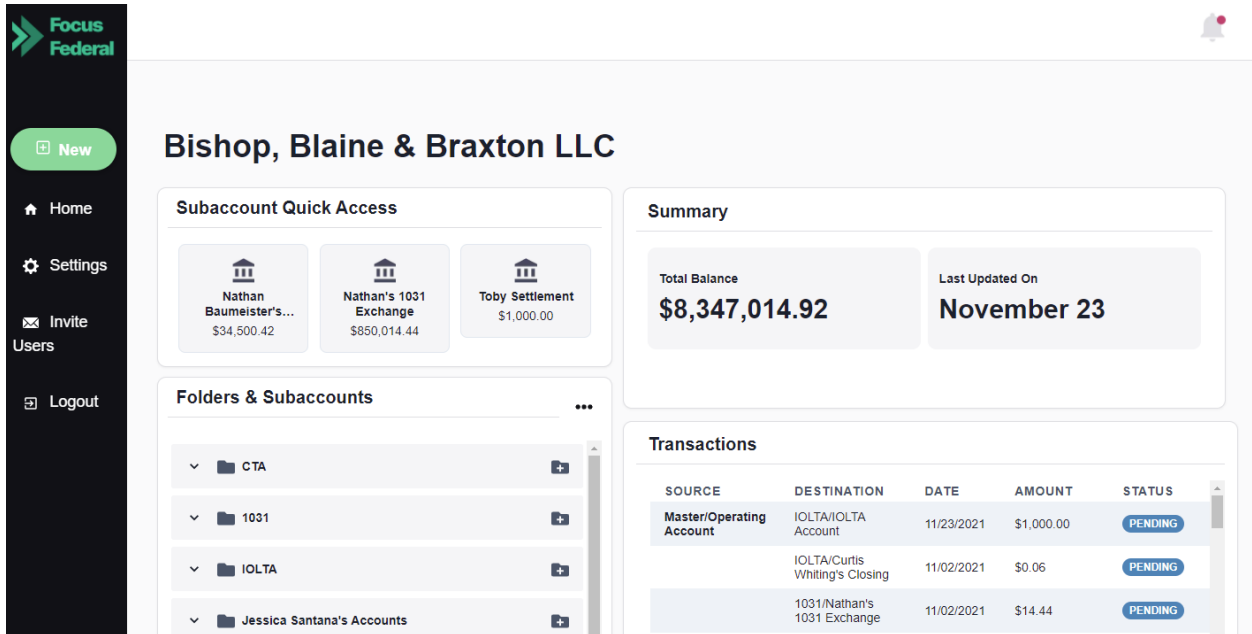 Focus
Federal
New
Home
Settings
Invite
Users
Logout
Bishop, Blaine & Braxton LLC
Subaccount Quick Access
Nathan
Baumeister's...
$34,500.42
Nathan's 1031
Exchange
$850,014.44
Toby Settlement
$1,000.00
Folders & Subaccounts
CTA
1031
IOLTA
Jessica Santana's Accounts
Summary
Total Balance
$8,347,014.92
Last Updated On
November 23
Transactions
SOURCE DESTINATION DATE AMOUNT STATUS
Master/Operating
Account
IOLTA/IOLTA
Account
11/23/2021 $1,000.00 PENDING
IOLTA/Curtis
Whiting's Closing
11/02/2021 $0.06 PENDING
1031/Nathan's
1031 Exchange
11/02/2021 $14.44 PENDING